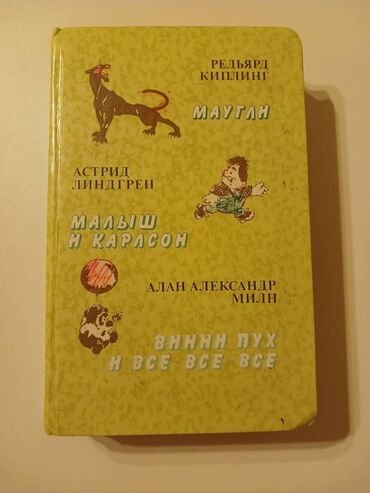 РЕДЬЯРД
КИПЛИНГ
МАУГЛИ
АСТРИД
ЛИНДГРЕН
МАЛЫШ
И КАРЛСОН
АЛАН АЛЕКСАНДР
МИЛН
ВИННИ ПУХ
И ВСЕ-ВСЕ-ВСЕ